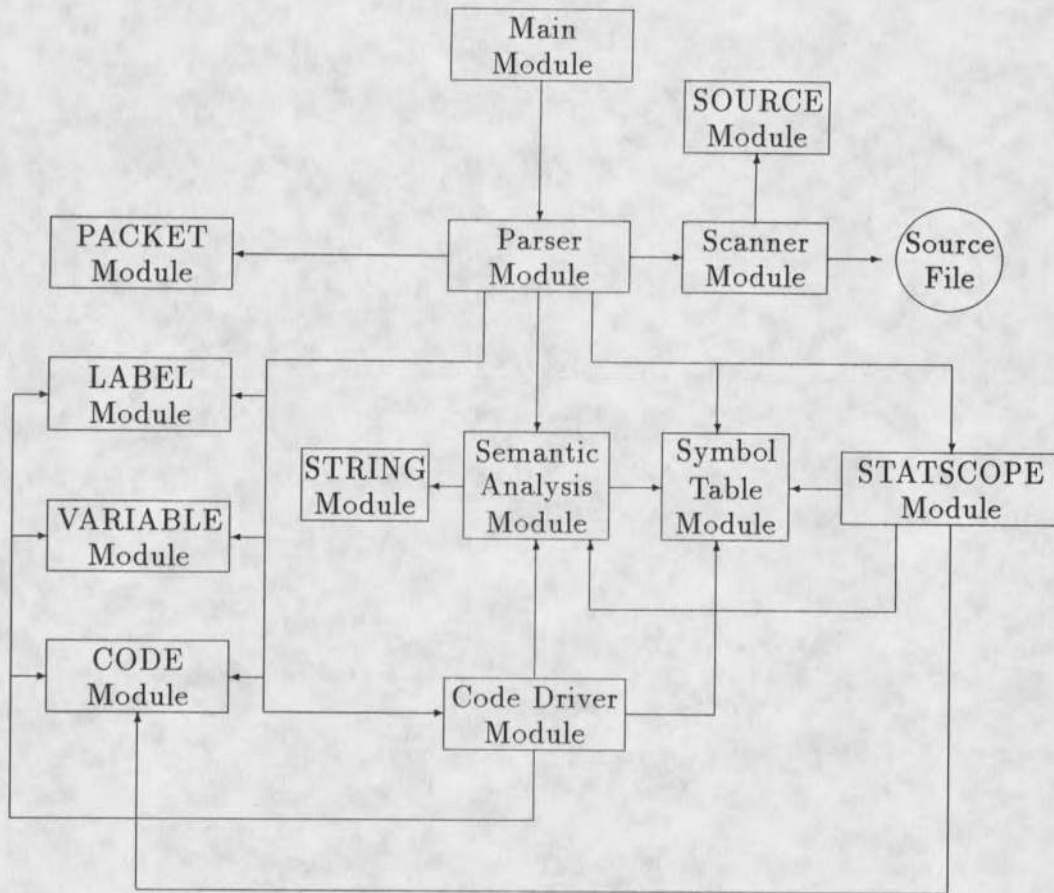 Main
Module
SOURCE
Module
PACKET
Module
Parser
Module
Scanner
Module
Source
File
LABEL
Module
STRING
Module
Semantic
Analysis
Module
Symbol
Table
Module
STATSCOPE
Module
VARIABLE
Module
CODE
Module
Code Driver
Module